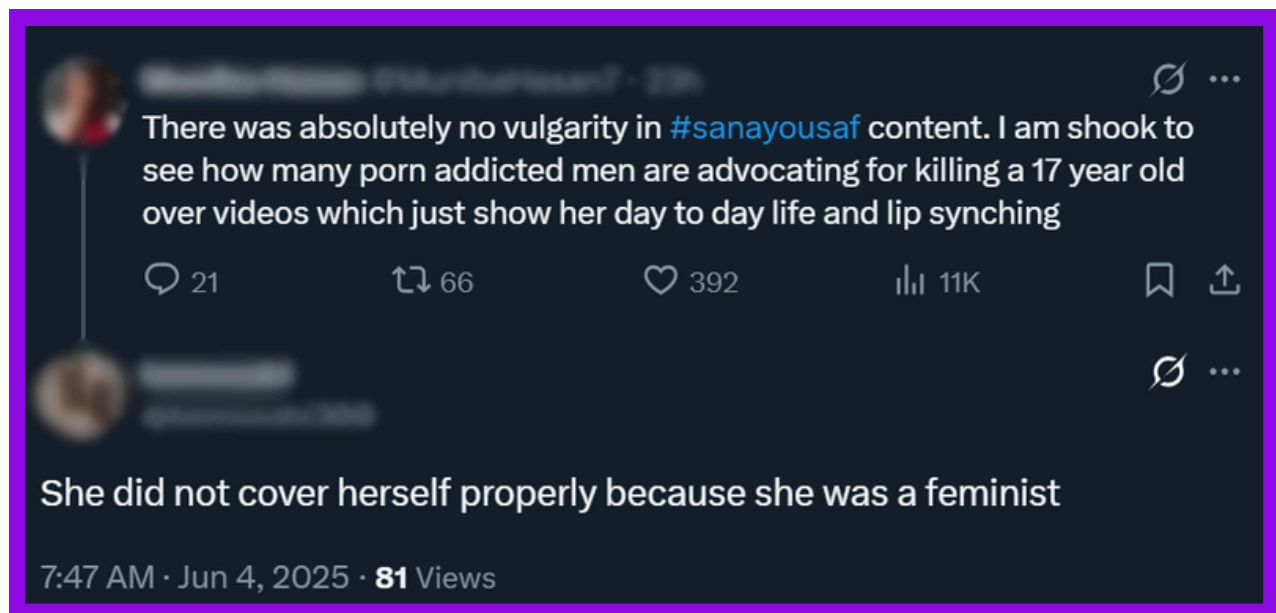 There was absolutely no vulgarity in #sanayousaf content. I am shook to
see how many porn addicted men are advocating for killing a 17 year old
over videos which just show her day to day life and lip synching
21 66 392 11K
She did not cover herself properly because she was a feminist
7:47 AM · Jun 4, 2025 · 81 Views